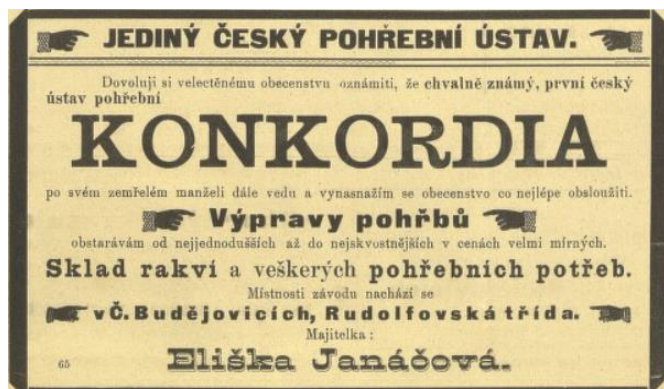 JEDINÝ ČESKÝ POHŘEBNÍ ÚSTAV.
Dovoluji si velectěnému obecenstvu oznámiti, že chvalně známý, první český
ústav pohřební
KONKORDIA
po svém zemřelém manželi dále vedu a vynasnažím se obecenstvo co nejlépe obsloužiti.
Výpravy pohřbů
obstarávám od nejjednodušších až do nejskvostnějších v cenách velmi mírných.
Sklad rakví a veškerých pohřebních potřeb.
Místnosti závodu nachází se
v Č. Budějovicích, Rudolfovská třída.
Majitelka :
65 Eliška Janáčová.